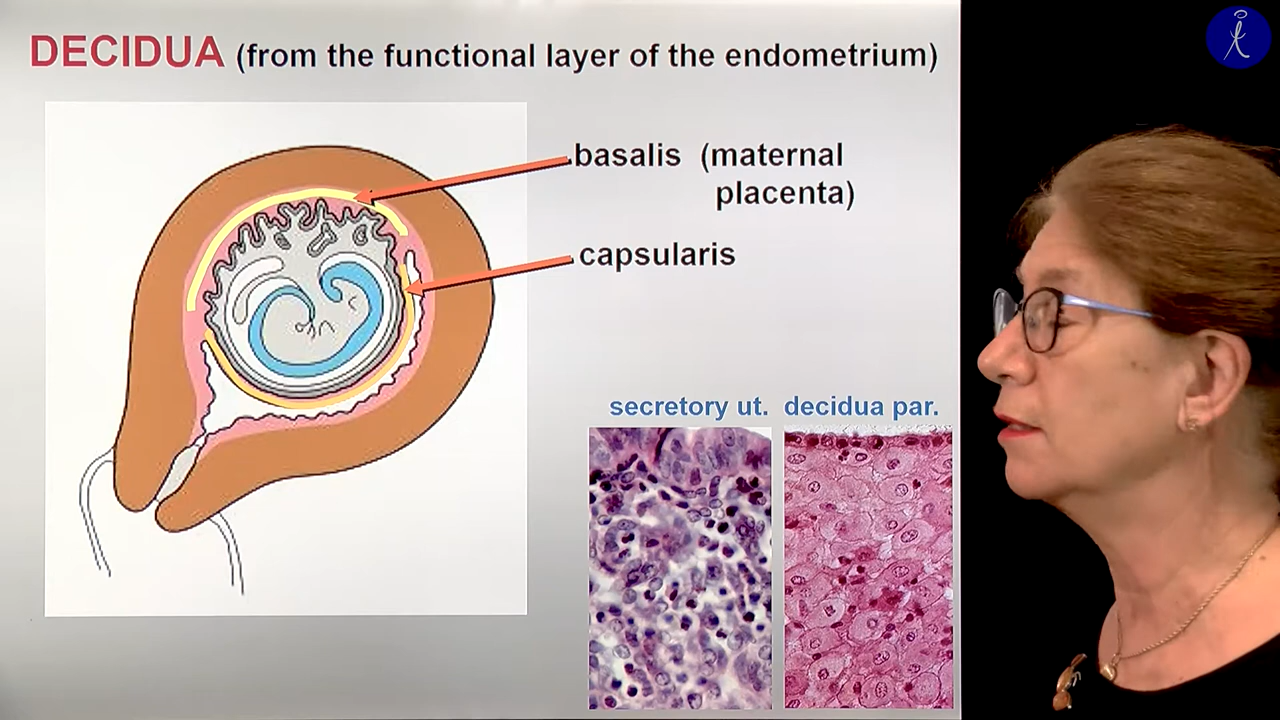 DECIDUA (from the functional layer of the endometrium)
basalis (maternal
placenta)
capsularis
secretory ut. decidua par.